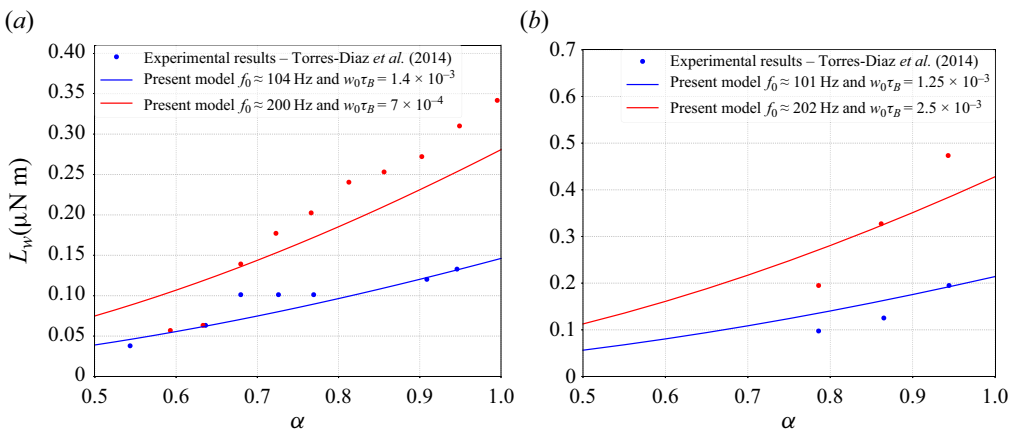 (a)
0.40
0.35
0.30
0.25
0.20
0.15
0.10
0.05
0
L_w(μN m)
Experimental results – Torres-Diaz et al. (2014)
Present model f₀ ≈ 104 Hz and w₀τ_B = 1.4 × 10⁻³
Present model f₀ ≈ 200 Hz and w₀τ_B = 7 × 10⁻⁴
0.5 0.6 0.7 0.8 0.9 1.0
α
(b)
0.7
0.6
0.5
0.4
0.3
0.2
0.1
0
Experimental results – Torres-Diaz et al. (2014)
Present model f₀ ≈ 101 Hz and w₀τ_B = 1.25 × 10⁻³
Present model f₀ ≈ 202 Hz and w₀τ_B = 2.5 × 10⁻³
0.5 0.6 0.7 0.8 0.9 1.0
α